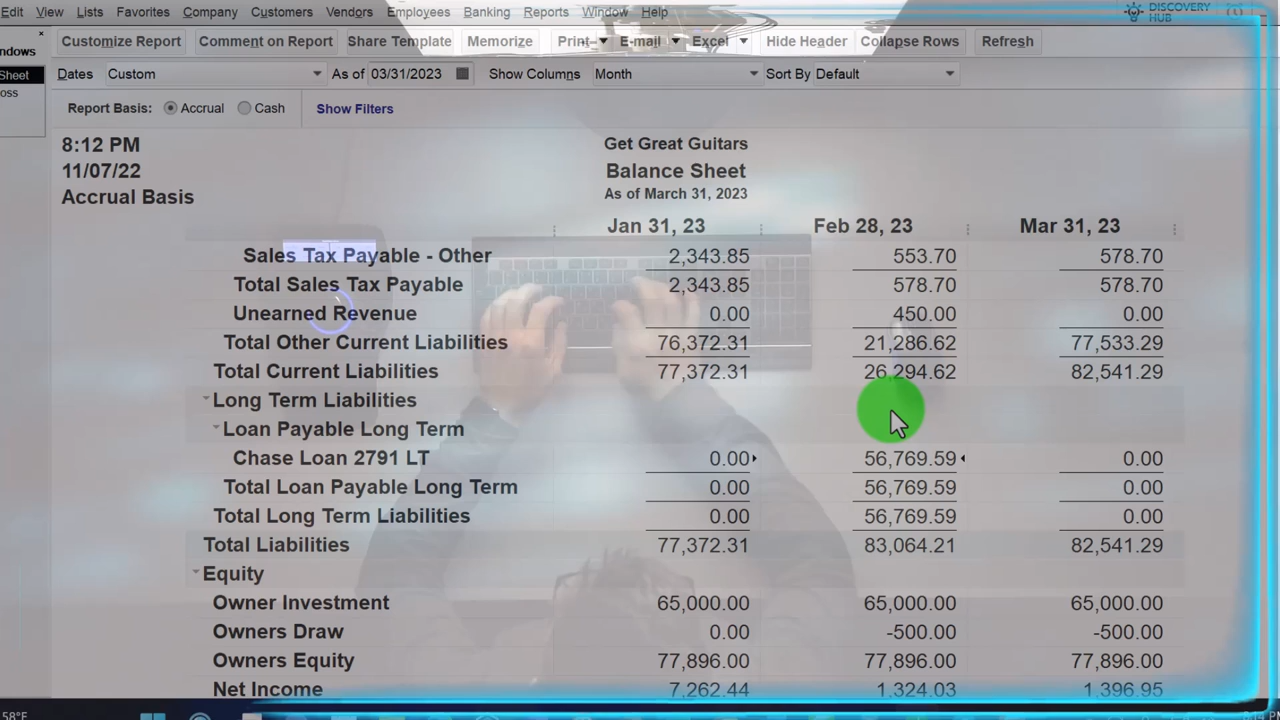 Edit View Lists Favorites Company Customers Vendors Employees Banking Reports Window Help DISCOVERY HUB
Customize Report Comment on Report Share Template Memorize Print E-mail Excel Hide Header Collapse Rows Refresh
ndows
Sheet
oss
Dates Custom As of 03/31/2023 Show Columns Month Sort By Default
Report Basis: Accrual Cash Show Filters
8:12 PM Get Great Guitars
11/07/22 Balance Sheet
Accrual Basis As of March 31, 2023
Jan 31, 23 Feb 28, 23 Mar 31, 23
Sales Tax Payable - Other 2,343.85 553.70 578.70
Total Sales Tax Payable 2,343.85 578.70 578.70
Unearned Revenue 0.00 450.00 0.00
Total Other Current Liabilities 76,372.31 21,286.62 77,533.29
Total Current Liabilities 77,372.31 26,294.62 82,541.29
Long Term Liabilities
Loan Payable Long Term
Chase Loan 2791 LT 0.00 56,769.59 0.00
Total Loan Payable Long Term 0.00 56,769.59 0.00
Total Long Term Liabilities 0.00 56,769.59 0.00
Total Liabilities 77,372.31 83,064.21 82,541.29
Equity
Owner Investment 65,000.00 65,000.00 65,000.00
Owners Draw 0.00 -500.00 -500.00
Owners Equity 77,896.00 77,896.00 77,896.00
Net Income 7,262.44 1,324.03 1,396.95
58°F